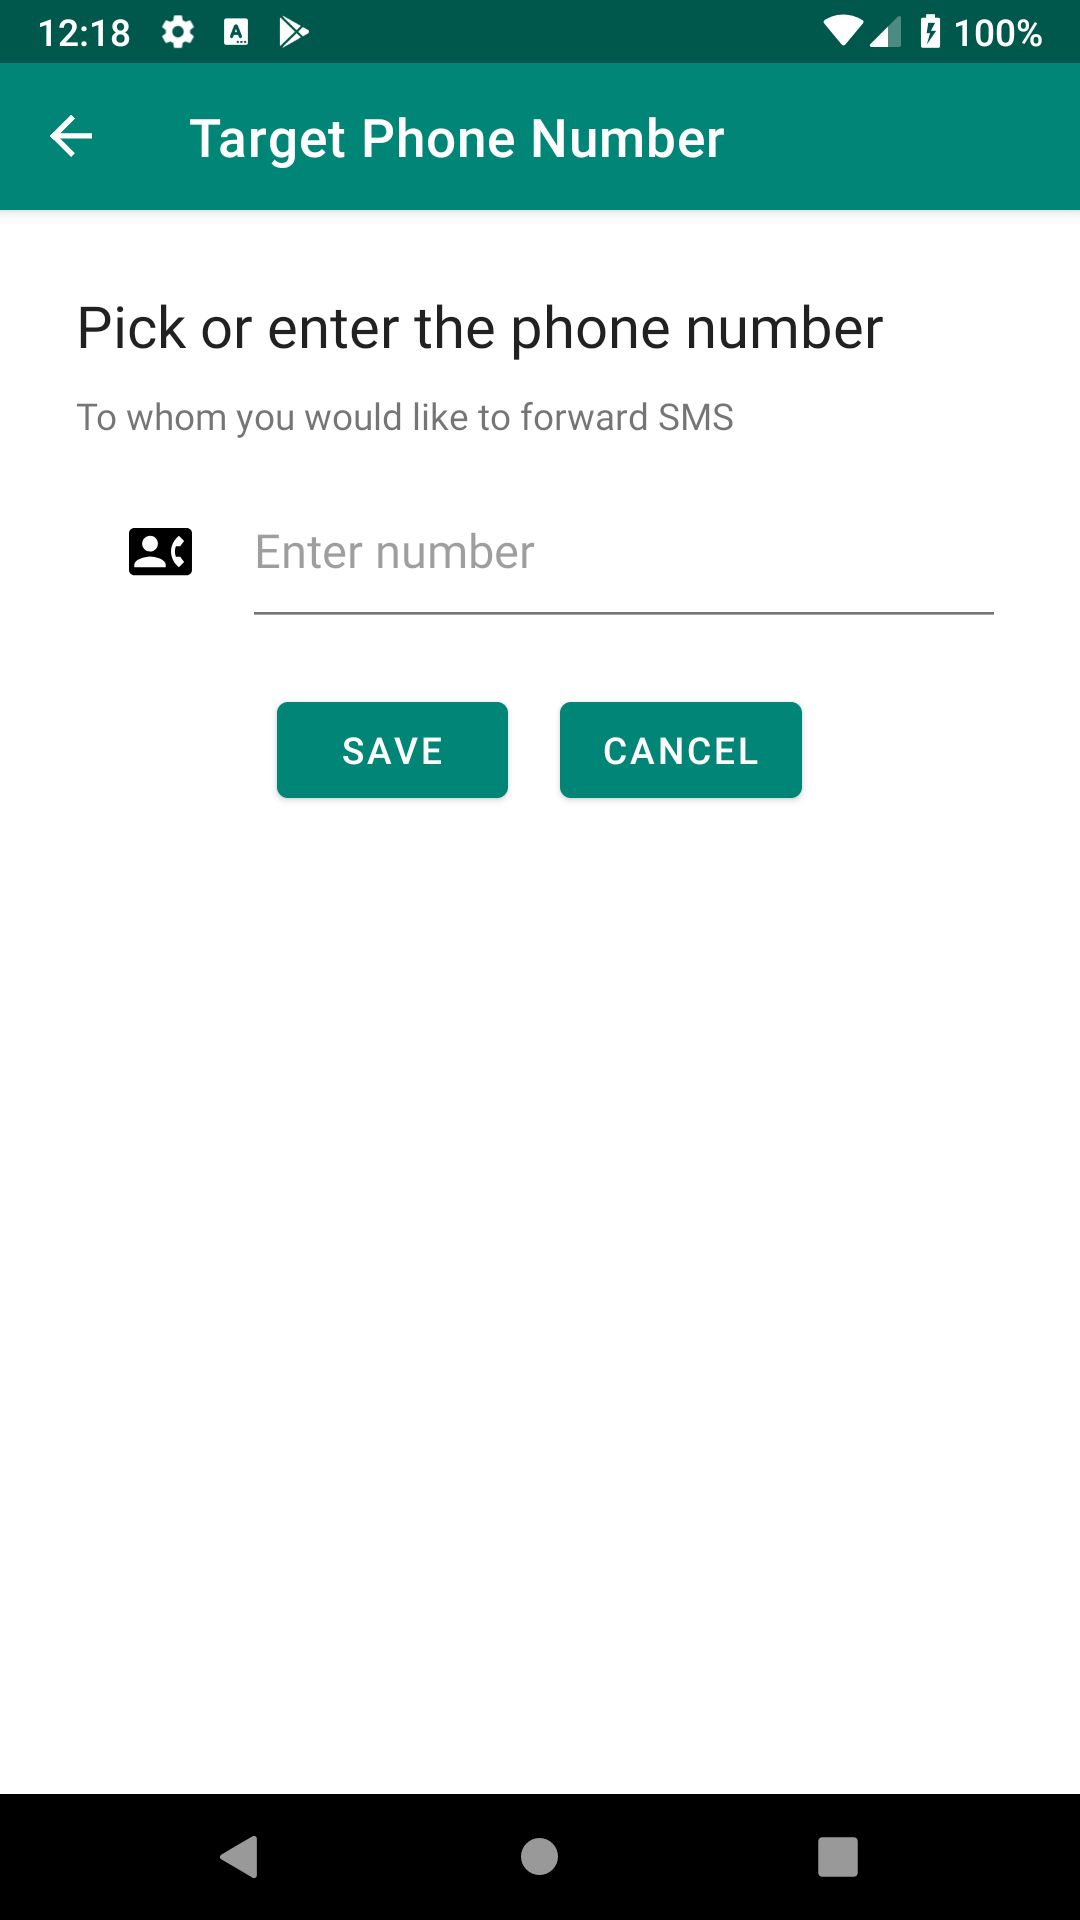 12:18
100%
Target Phone Number
Pick or enter the phone number
To whom you would like to forward SMS
Enter number
SAVE
CANCEL